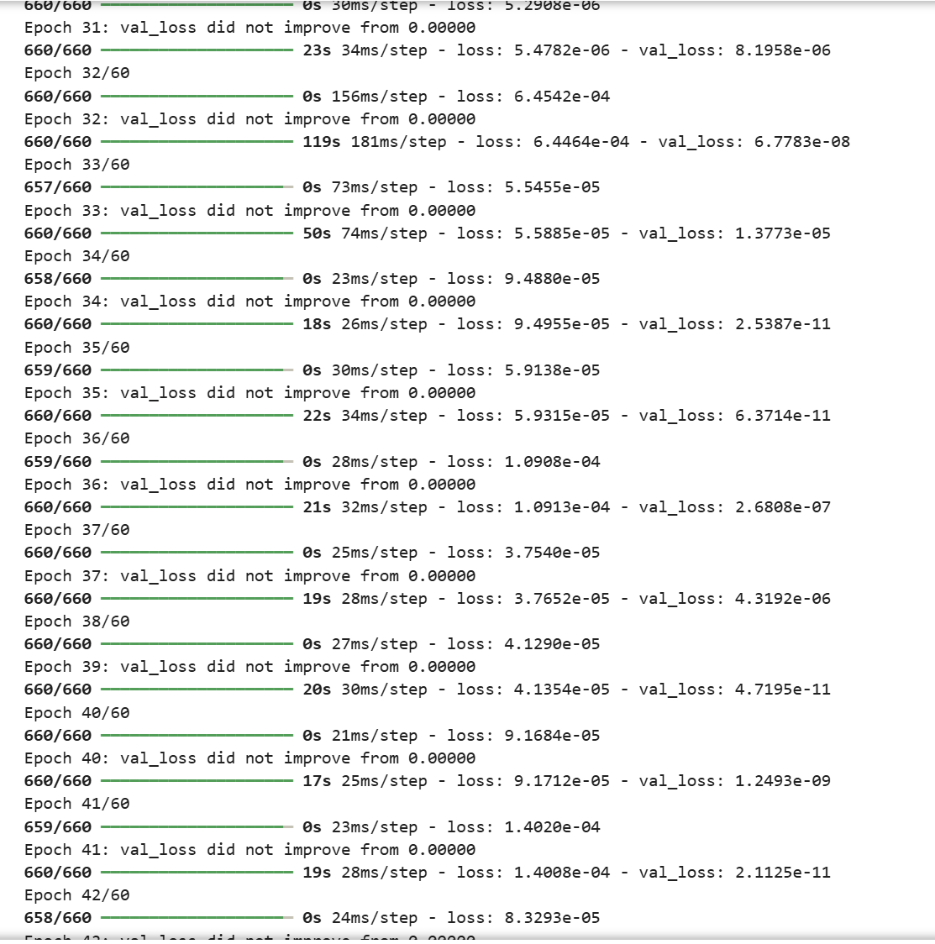 660/660 ━━━━━━━━━━━━━━━━━━━━ 0s 30ms/step - loss: 5.2908e-06
Epoch 31: val_loss did not improve from 0.00000
660/660 ━━━━━━━━━━━━━━━━━━━━ 23s 34ms/step - loss: 5.4782e-06 - val_loss: 8.1958e-06
Epoch 32/60
660/660 ━━━━━━━━━━━━━━━━━━━━ 0s 156ms/step - loss: 6.4542e-04
Epoch 32: val_loss did not improve from 0.00000
660/660 ━━━━━━━━━━━━━━━━━━━━ 119s 181ms/step - loss: 6.4464e-04 - val_loss: 6.7783e-08
Epoch 33/60
657/660 ━━━━━━━━━━━━━━━━━━━━ 0s 73ms/step - loss: 5.5455e-05
Epoch 33: val_loss did not improve from 0.00000
660/660 ━━━━━━━━━━━━━━━━━━━━ 50s 74ms/step - loss: 5.5885e-05 - val_loss: 1.3773e-05
Epoch 34/60
658/660 ━━━━━━━━━━━━━━━━━━━━ 0s 23ms/step - loss: 9.4880e-05
Epoch 34: val_loss did not improve from 0.00000
660/660 ━━━━━━━━━━━━━━━━━━━━ 18s 26ms/step - loss: 9.4955e-05 - val_loss: 2.5387e-11
Epoch 35/60
659/660 ━━━━━━━━━━━━━━━━━━━━ 0s 30ms/step - loss: 5.9138e-05
Epoch 35: val_loss did not improve from 0.00000
660/660 ━━━━━━━━━━━━━━━━━━━━ 22s 34ms/step - loss: 5.9315e-05 - val_loss: 6.3714e-11
Epoch 36/60
659/660 ━━━━━━━━━━━━━━━━━━━━ 0s 28ms/step - loss: 1.0908e-04
Epoch 36: val_loss did not improve from 0.00000
660/660 ━━━━━━━━━━━━━━━━━━━━ 21s 32ms/step - loss: 1.0913e-04 - val_loss: 2.6808e-07
Epoch 37/60
660/660 ━━━━━━━━━━━━━━━━━━━━ 0s 25ms/step - loss: 3.7540e-05
Epoch 37: val_loss did not improve from 0.00000
660/660 ━━━━━━━━━━━━━━━━━━━━ 19s 28ms/step - loss: 3.7652e-05 - val_loss: 4.3192e-06
Epoch 38/60
660/660 ━━━━━━━━━━━━━━━━━━━━ 0s 27ms/step - loss: 4.1290e-05
Epoch 39: val_loss did not improve from 0.00000
660/660 ━━━━━━━━━━━━━━━━━━━━ 20s 30ms/step - loss: 4.1354e-05 - val_loss: 4.7195e-11
Epoch 40/60
660/660 ━━━━━━━━━━━━━━━━━━━━ 0s 21ms/step - loss: 9.1684e-05
Epoch 40: val_loss did not improve from 0.00000
660/660 ━━━━━━━━━━━━━━━━━━━━ 17s 25ms/step - loss: 9.1712e-05 - val_loss: 1.2493e-09
Epoch 41/60
659/660 ━━━━━━━━━━━━━━━━━━━━ 0s 23ms/step - loss: 1.4020e-04
Epoch 41: val_loss did not improve from 0.00000
660/660 ━━━━━━━━━━━━━━━━━━━━ 19s 28ms/step - loss: 1.4008e-04 - val_loss: 2.1125e-11
Epoch 42/60
658/660 ━━━━━━━━━━━━━━━━━━━━ 0s 24ms/step - loss: 8.3293e-05
Epoch 42: val_loss did not improve from 0.00000